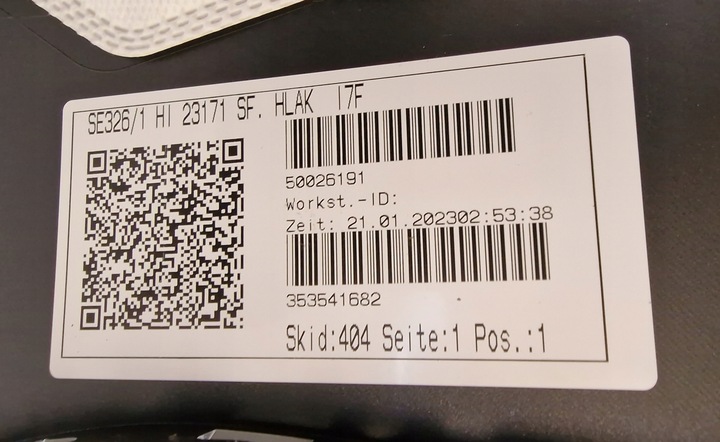 SE326/1 HI 23171 SF. HLAK I7F
50026191
Workst.-ID:
Zeit: 21.01.202302:53:38
353541682
Skid:404 Seite:1 Pos.:1